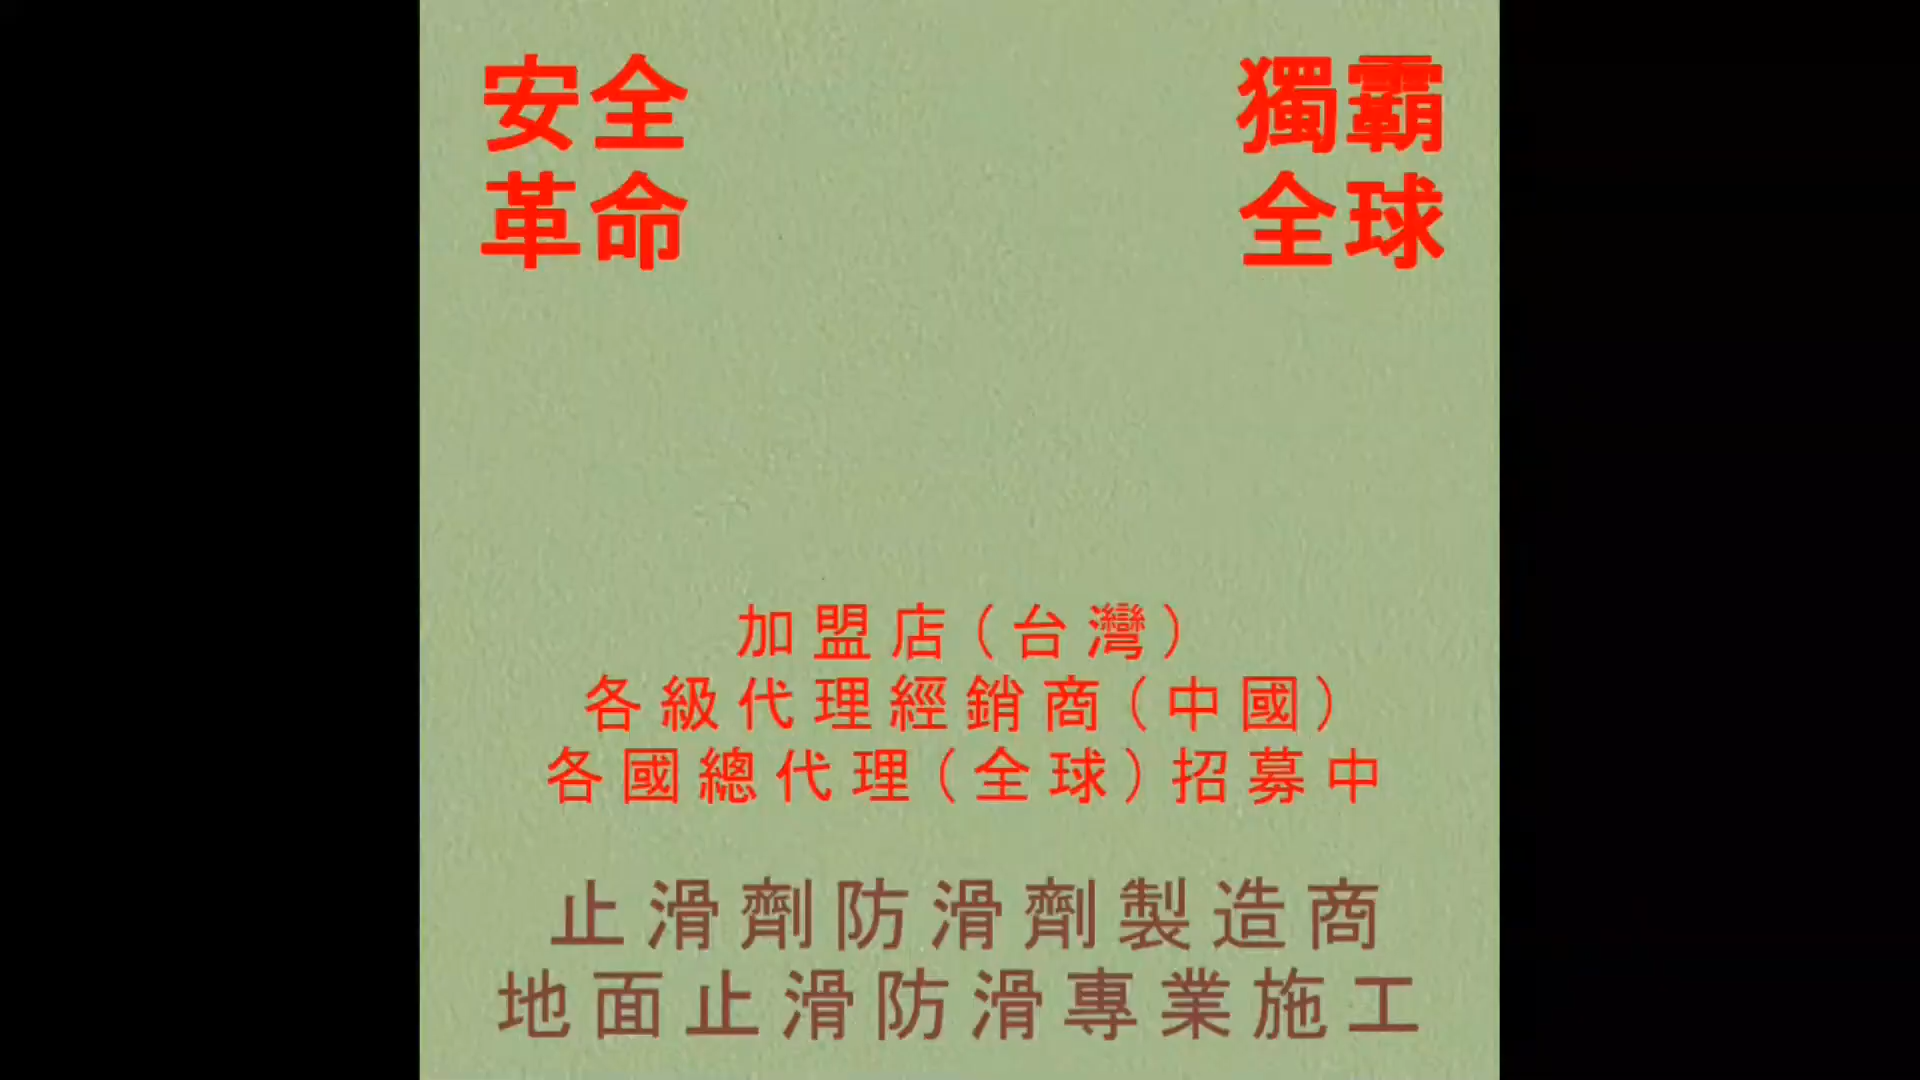 安全
革命
獨霸
全球
加盟店(台灣)
各級代理經銷商(中國)
各國總代理(全球)招募中
止滑劑防滑劑製造商
地面止滑防滑專業施工